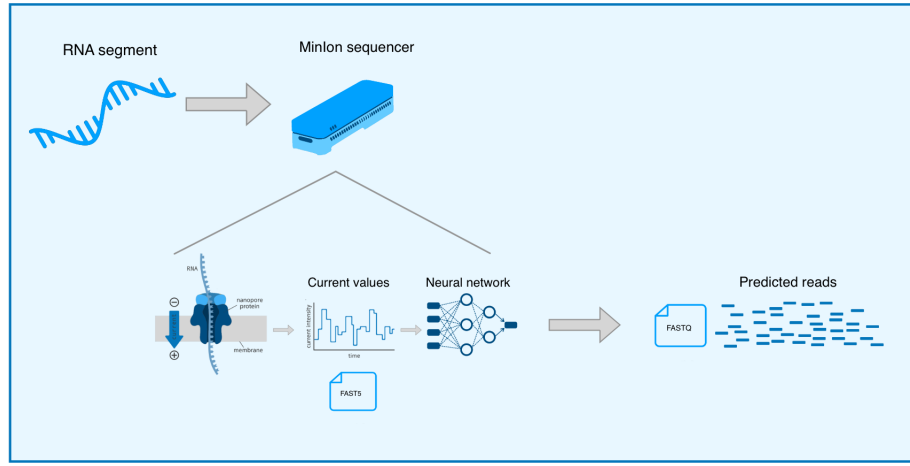 RNA segment
MinIon sequencer
RNA
nanopore
protein
membrane
Current values
current intensity
time
FAST5
Neural network
FASTQ
Predicted reads